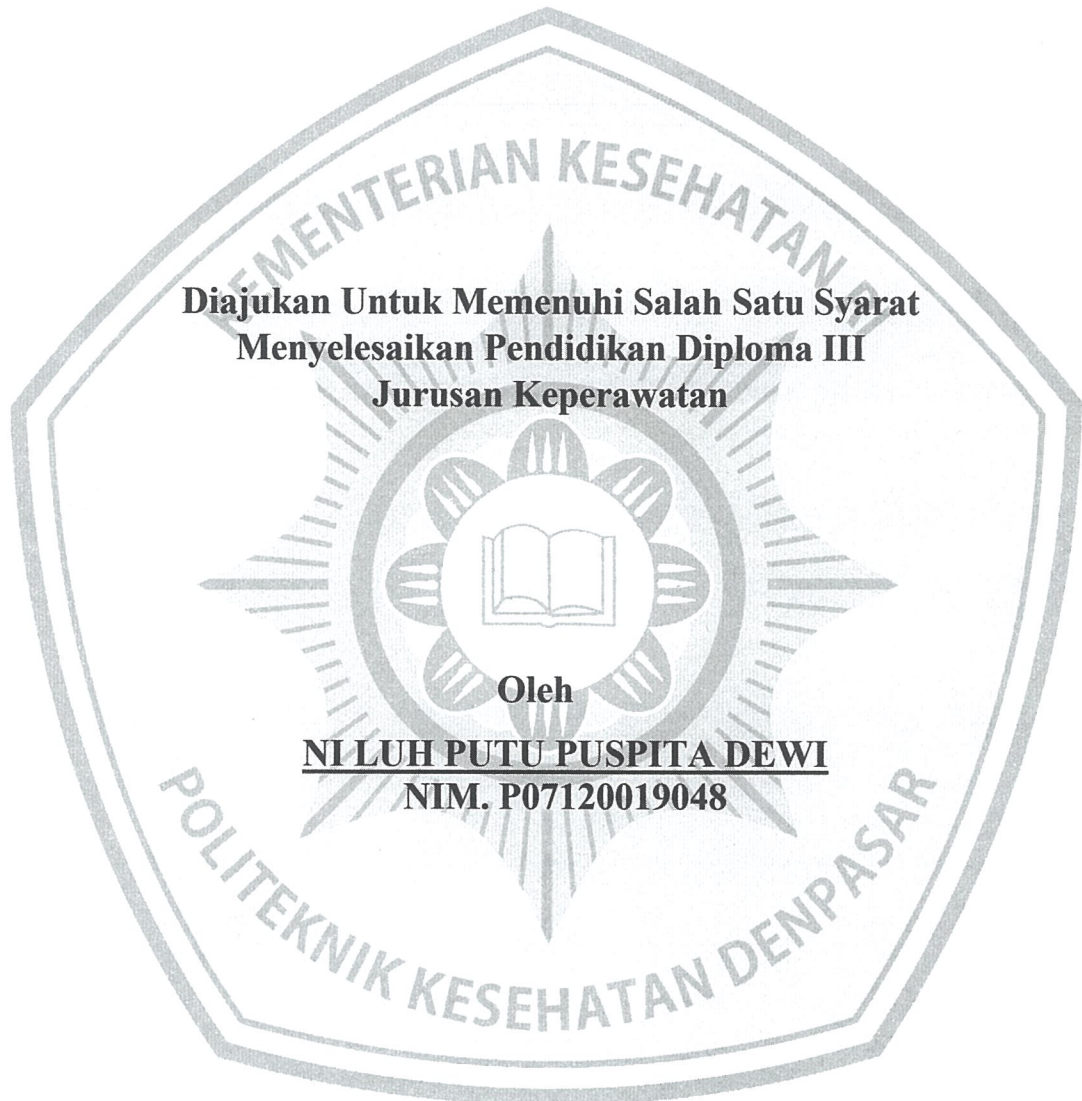 KEMENTERIAN KESEHATAN RI
Diajukan Untuk Memenuhi Salah Satu Syarat
Menyelesaikan Pendidikan Diploma III
Jurusan Keperawatan
Oleh
NI LUH PUTU PUSPITA DEWI
NIM. P07120019048
POLITEKNIK KESEHATAN DENPASAR